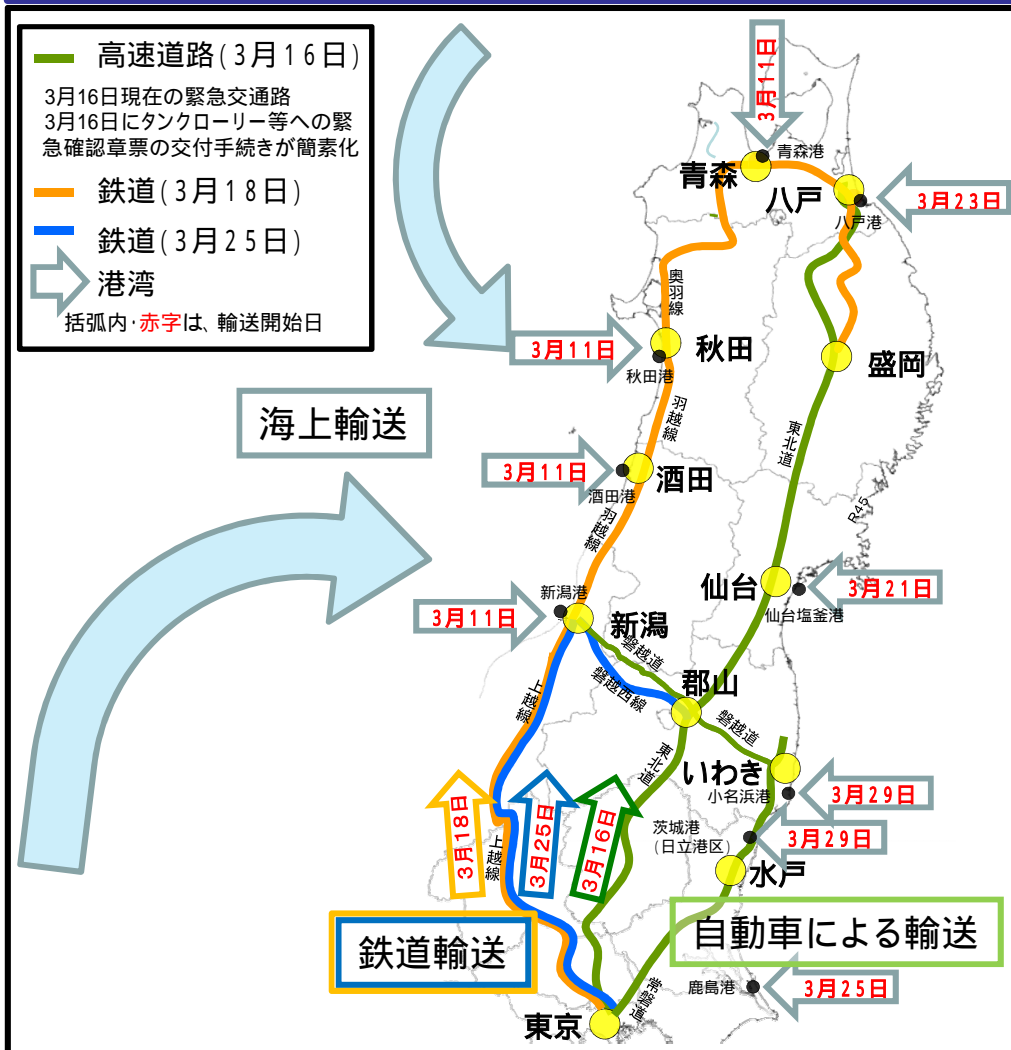 高速道路(3月16日)
3月16日現在の緊急交通路
3月16日にタンクローリー等への緊
急確認章票の交付手続きが簡素化
鉄道(3月18日)
鉄道(3月25日)
港湾
括弧内・赤字は、輸送開始日
3月11日
青森港
青森
八戸
3月23日
八戸港
奥羽線
3月11日
秋田
秋田港
盛岡
海上輸送
羽越線
東北道
3月11日
酒田
酒田港
R45
羽越線
仙台
3月21日
新潟港
仙台塩釜港
3月11日
新潟
磐越道
磐越西線
郡山
上越線
磐越道
東北道
いわき
小名浜港
3月29日
3月18日
3月25日
3月16日
茨城港
(日立港区)
3月29日
上越線
水戸
鉄道輸送
自動車による輸送
鹿島港
3月25日
常磐道
東京